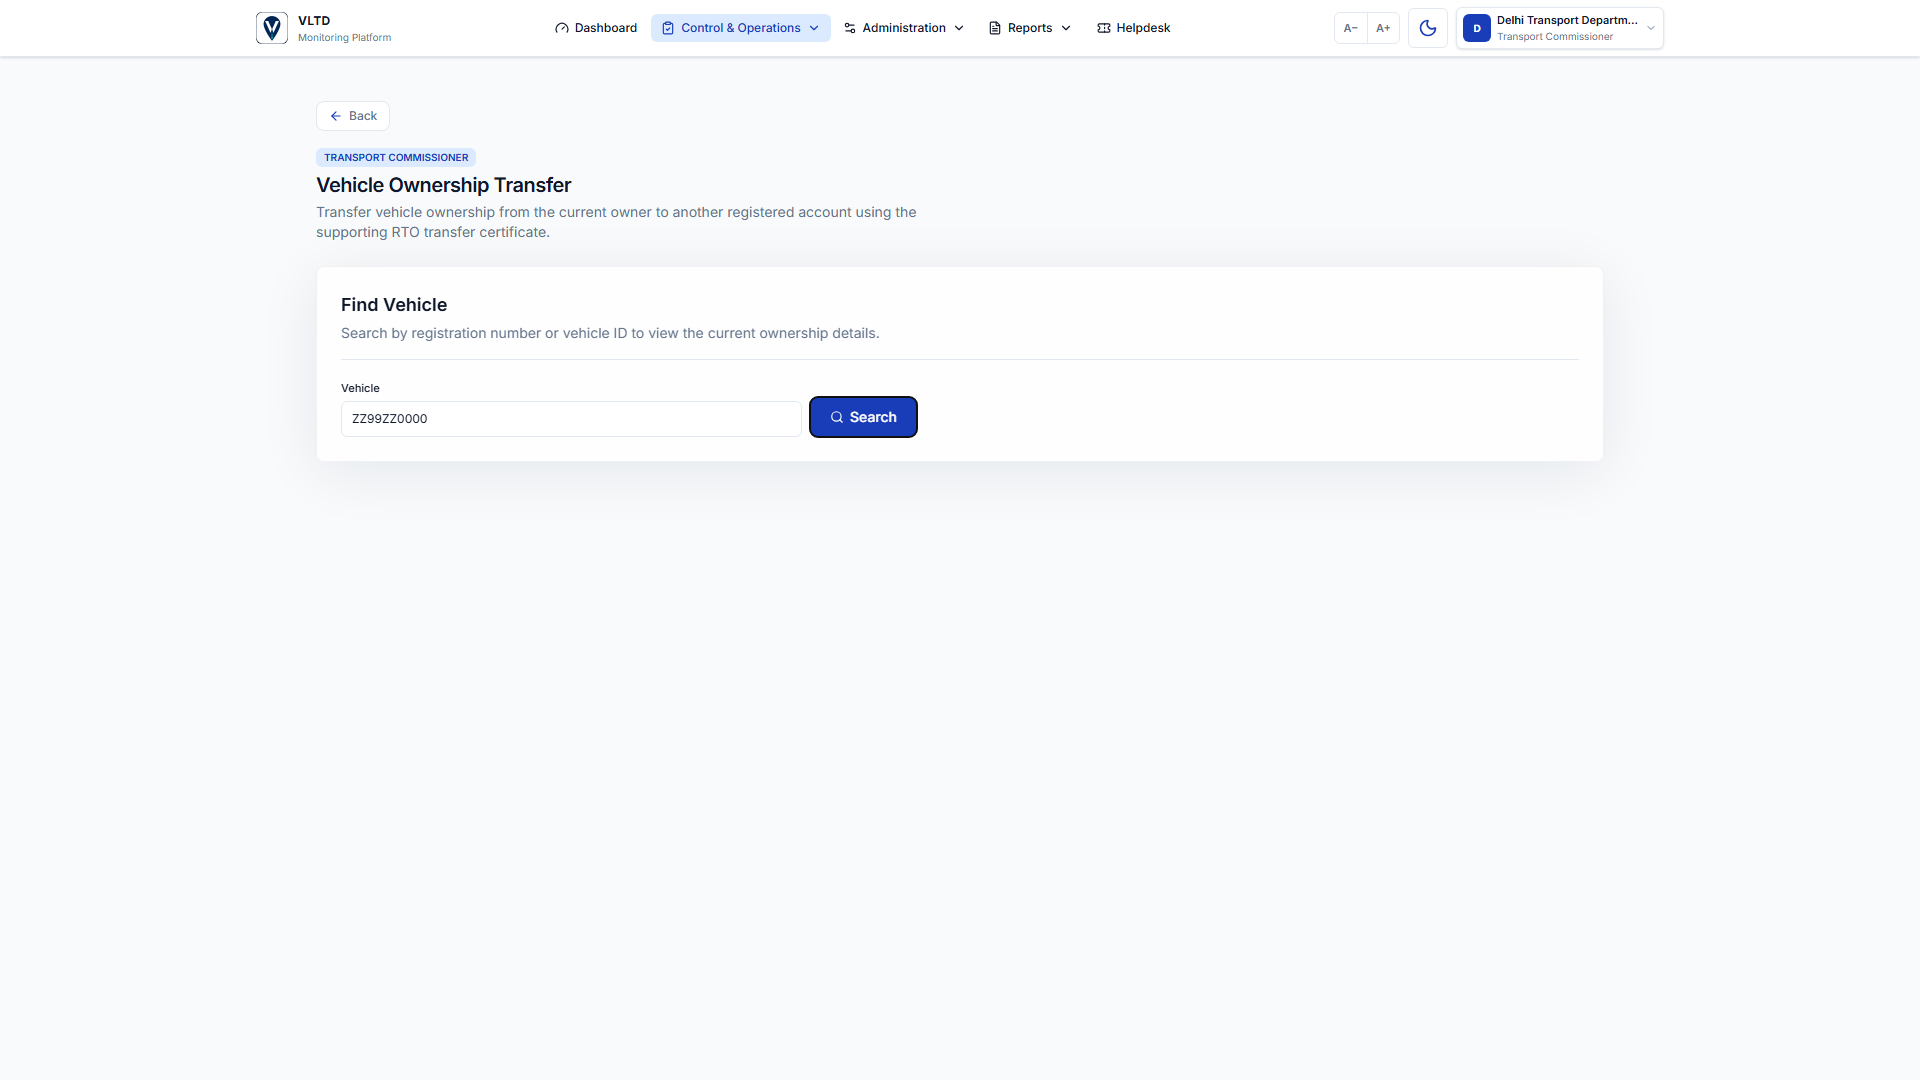 VLTD
Monitoring Platform
Dashboard
Control & Operations
Administration
Reports
Helpdesk
A−
A+
D
Delhi Transport Departm...
Transport Commissioner
Back
TRANSPORT COMMISSIONER
Vehicle Ownership Transfer
Transfer vehicle ownership from the current owner to another registered account using the
supporting RTO transfer certificate.
Find Vehicle
Search by registration number or vehicle ID to view the current ownership details.
Vehicle
ZZ99ZZ0000
Search